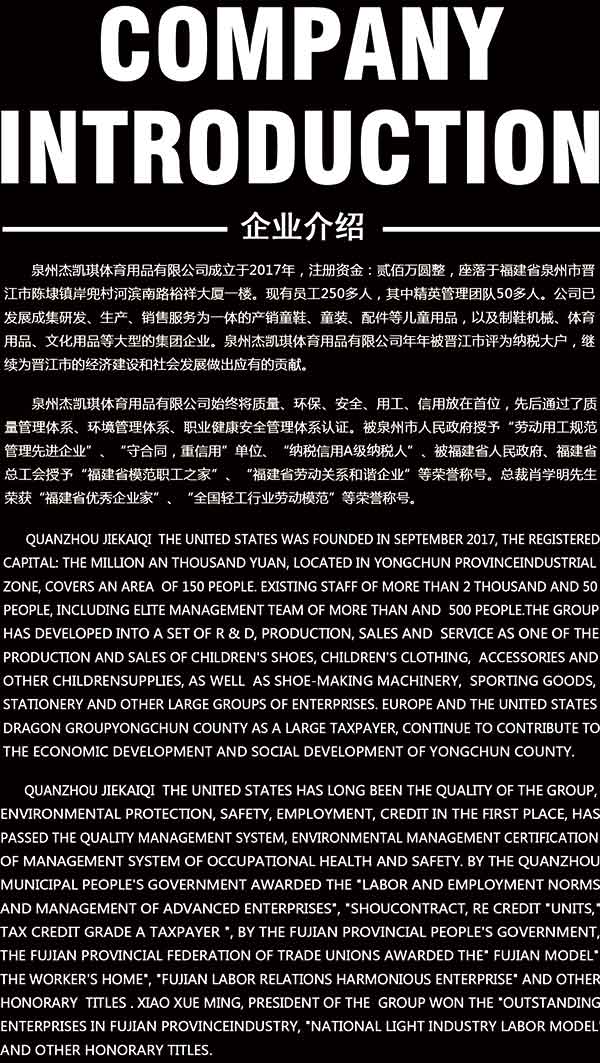 COMPANY
INTRODUCTION
企业介绍
泉州杰凯琪体育用品有限公司成立于2017年，注册资金：贰佰万圆整，座落于福建省泉州市晋
江市陈埭镇岸兜村河滨南路裕祥大厦一楼。现有员工250多人，其中精英管理团队50多人。公司已
发展成集研发、生产、销售服务为一体的产销童鞋、童装、配件等儿童用品，以及制鞋机械、体育
用品、文化用品等大型的集团企业。泉州杰凯琪体育用品有限公司年年被晋江市评为纳税大户，继
续为晋江市的经济建设和社会发展做出应有的贡献。
泉州杰凯琪体育用品有限公司始终将质量、环保、安全、用工、信用放在首位，先后通过了质
量管理体系、环境管理体系、职业健康安全管理体系认证。被泉州市人民政府授予“劳动用工规范
管理先进企业”、“守合同，重信用”单位、“纳税信用A级纳税人”、被福建省人民政府、福建省
总工会授予“福建省模范职工之家”、“福建省劳动关系和谐企业”等荣誉称号。总裁肖学明先生
荣获“福建省优秀企业家”、“全国轻工行业劳动模范”等荣誉称号。
QUANZHOU JIEKAIQI THE UNITED STATES WAS FOUNDED IN SEPTEMBER 2017, THE REGISTERED
CAPITAL: THE MILLION AN THOUSAND YUAN, LOCATED IN YONGCHUN PROVINCEINDUSTRIAL
ZONE, COVERS AN AREA OF 150 PEOPLE. EXISTING STAFF OF MORE THAN 2 THOUSAND AND 50
PEOPLE, INCLUDING ELITE MANAGEMENT TEAM OF MORE THAN AND 500 PEOPLE.THE GROUP
HAS DEVELOPED INTO A SET OF R & D, PRODUCTION, SALES AND SERVICE AS ONE OF THE
PRODUCTION AND SALES OF CHILDREN'S SHOES, CHILDREN'S CLOTHING, ACCESSORIES AND
OTHER CHILDRENSUPPLIES, AS WELL AS SHOE-MAKING MACHINERY, SPORTING GOODS,
STATIONERY AND OTHER LARGE GROUPS OF ENTERPRISES. EUROPE AND THE UNITED STATES
DRAGON GROUPYONGCHUN COUNTY AS A LARGE TAXPAYER, CONTINUE TO CONTRIBUTE TO
THE ECONOMIC DEVELOPMENT AND SOCIAL DEVELOPMENT OF YONGCHUN COUNTY.
QUANZHOU JIEKAIQI THE UNITED STATES HAS LONG BEEN THE QUALITY OF THE GROUP,
ENVIRONMENTAL PROTECTION, SAFETY, EMPLOYMENT, CREDIT IN THE FIRST PLACE, HAS
PASSED THE QUALITY MANAGEMENT SYSTEM, ENVIRONMENTAL MANAGEMENT CERTIFICATION
OF MANAGEMENT SYSTEM OF OCCUPATIONAL HEALTH AND SAFETY. BY THE QUANZHOU
MUNICIPAL PEOPLE'S GOVERNMENT AWARDED THE "LABOR AND EMPLOYMENT NORMS
AND MANAGEMENT OF ADVANCED ENTERPRISES", "SHOUCONTRACT, RE CREDIT "UNITS,"
TAX CREDIT GRADE A TAXPAYER ", BY THE FUJIAN PROVINCIAL PEOPLE'S GOVERNMENT,
THE FUJIAN PROVINCIAL FEDERATION OF TRADE UNIONS AWARDED THE" FUJIAN MODEL"
THE WORKER'S HOME", "FUJIAN LABOR RELATIONS HARMONIOUS ENTERPRISE" AND OTHER
HONORARY TITLES . XIAO XUE MING, PRESIDENT OF THE GROUP WON THE "OUTSTANDING
ENTERPRISES IN FUJIAN PROVINCEINDUSTRY, "NATIONAL LIGHT INDUSTRY LABOR MODEL'
AND OTHER HONORARY TITLES.